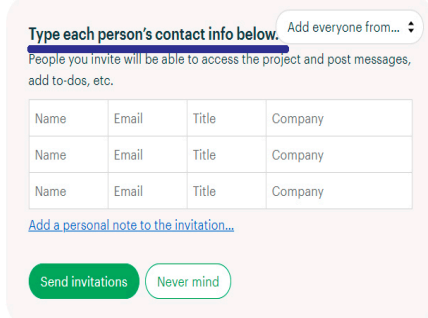 Type each person's contact info below.
Add everyone from...
People you invite will be able to access the project and post messages,
add to-dos, etc.
Name Email Title Company
Name Email Title Company
Name Email Title Company
Add a personal note to the invitation...
Send invitations
Never mind